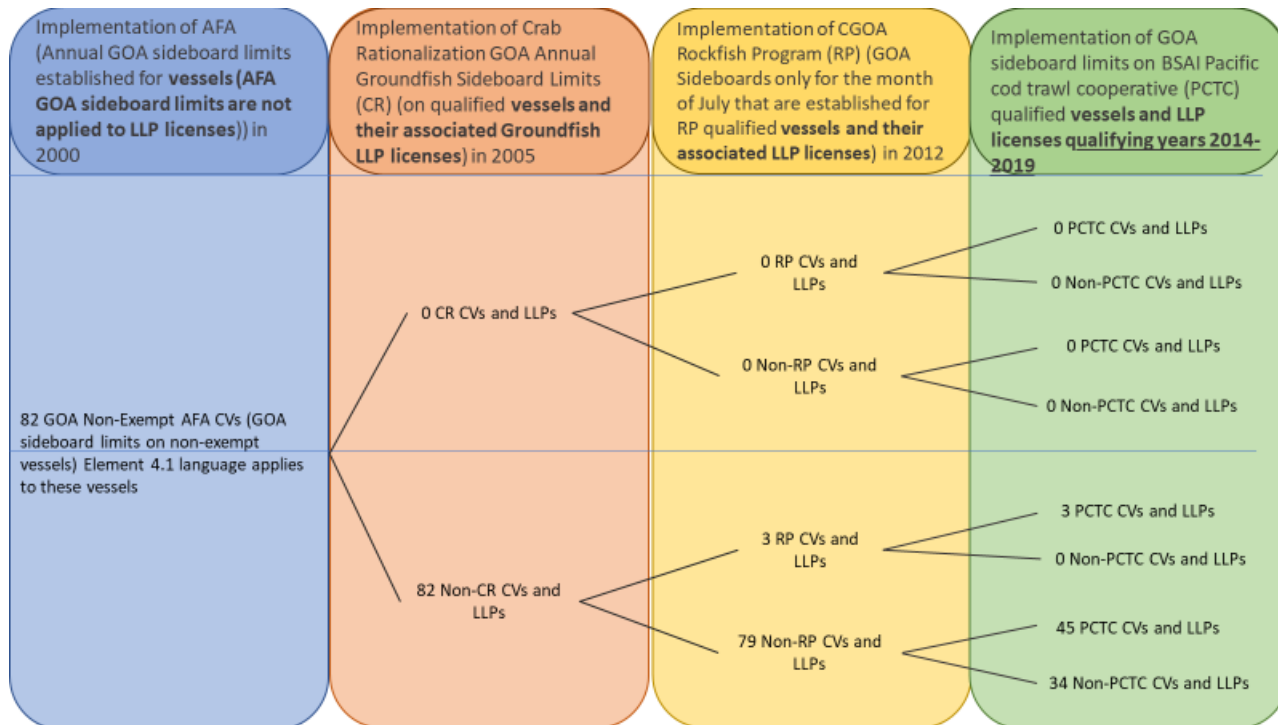 Implementation of AFA
(Annual GOA sideboard limits
established for vessels (AFA
GOA sideboard limits are not
applied to LLP licenses)) in
2000
Implementation of Crab
Rationalization GOA Annual
Groundfish Sideboard Limits
(CR) (on qualified vessels and
their associated Groundfish
LLP licenses) in 2005
Implementation of CGOA
Rockfish Program (RP) (GOA
Sideboards only for the month
of July that are established for
RP qualified vessels and their
associated LLP licenses) in 2012
Implementation of GOA
sideboard limits on BSAI Pacific
cod trawl cooperative (PCTC)
qualified vessels and LLP
licenses qualifying years 2014-
2019
82 GOA Non-Exempt AFA CVs (GOA
sideboard limits on non-exempt
vessels) Element 4.1 language applies
to these vessels
0 CR CVs and LLPs
82 Non-CR CVs and
LLPs
0 RP CVs and
LLPs
0 Non-RP CVs and
LLPs
3 RP CVs and
LLPs
79 Non-RP CVs and
LLPs
0 PCTC CVs and LLPs
0 Non-PCTC CVs and LLPs
0 PCTC CVs and LLPs
0 Non-PCTC CVs and LLPs
3 PCTC CVs and LLPs
0 Non-PCTC CVs and LLPs
45 PCTC CVs and LLPs
34 Non-PCTC CVs and LLPs